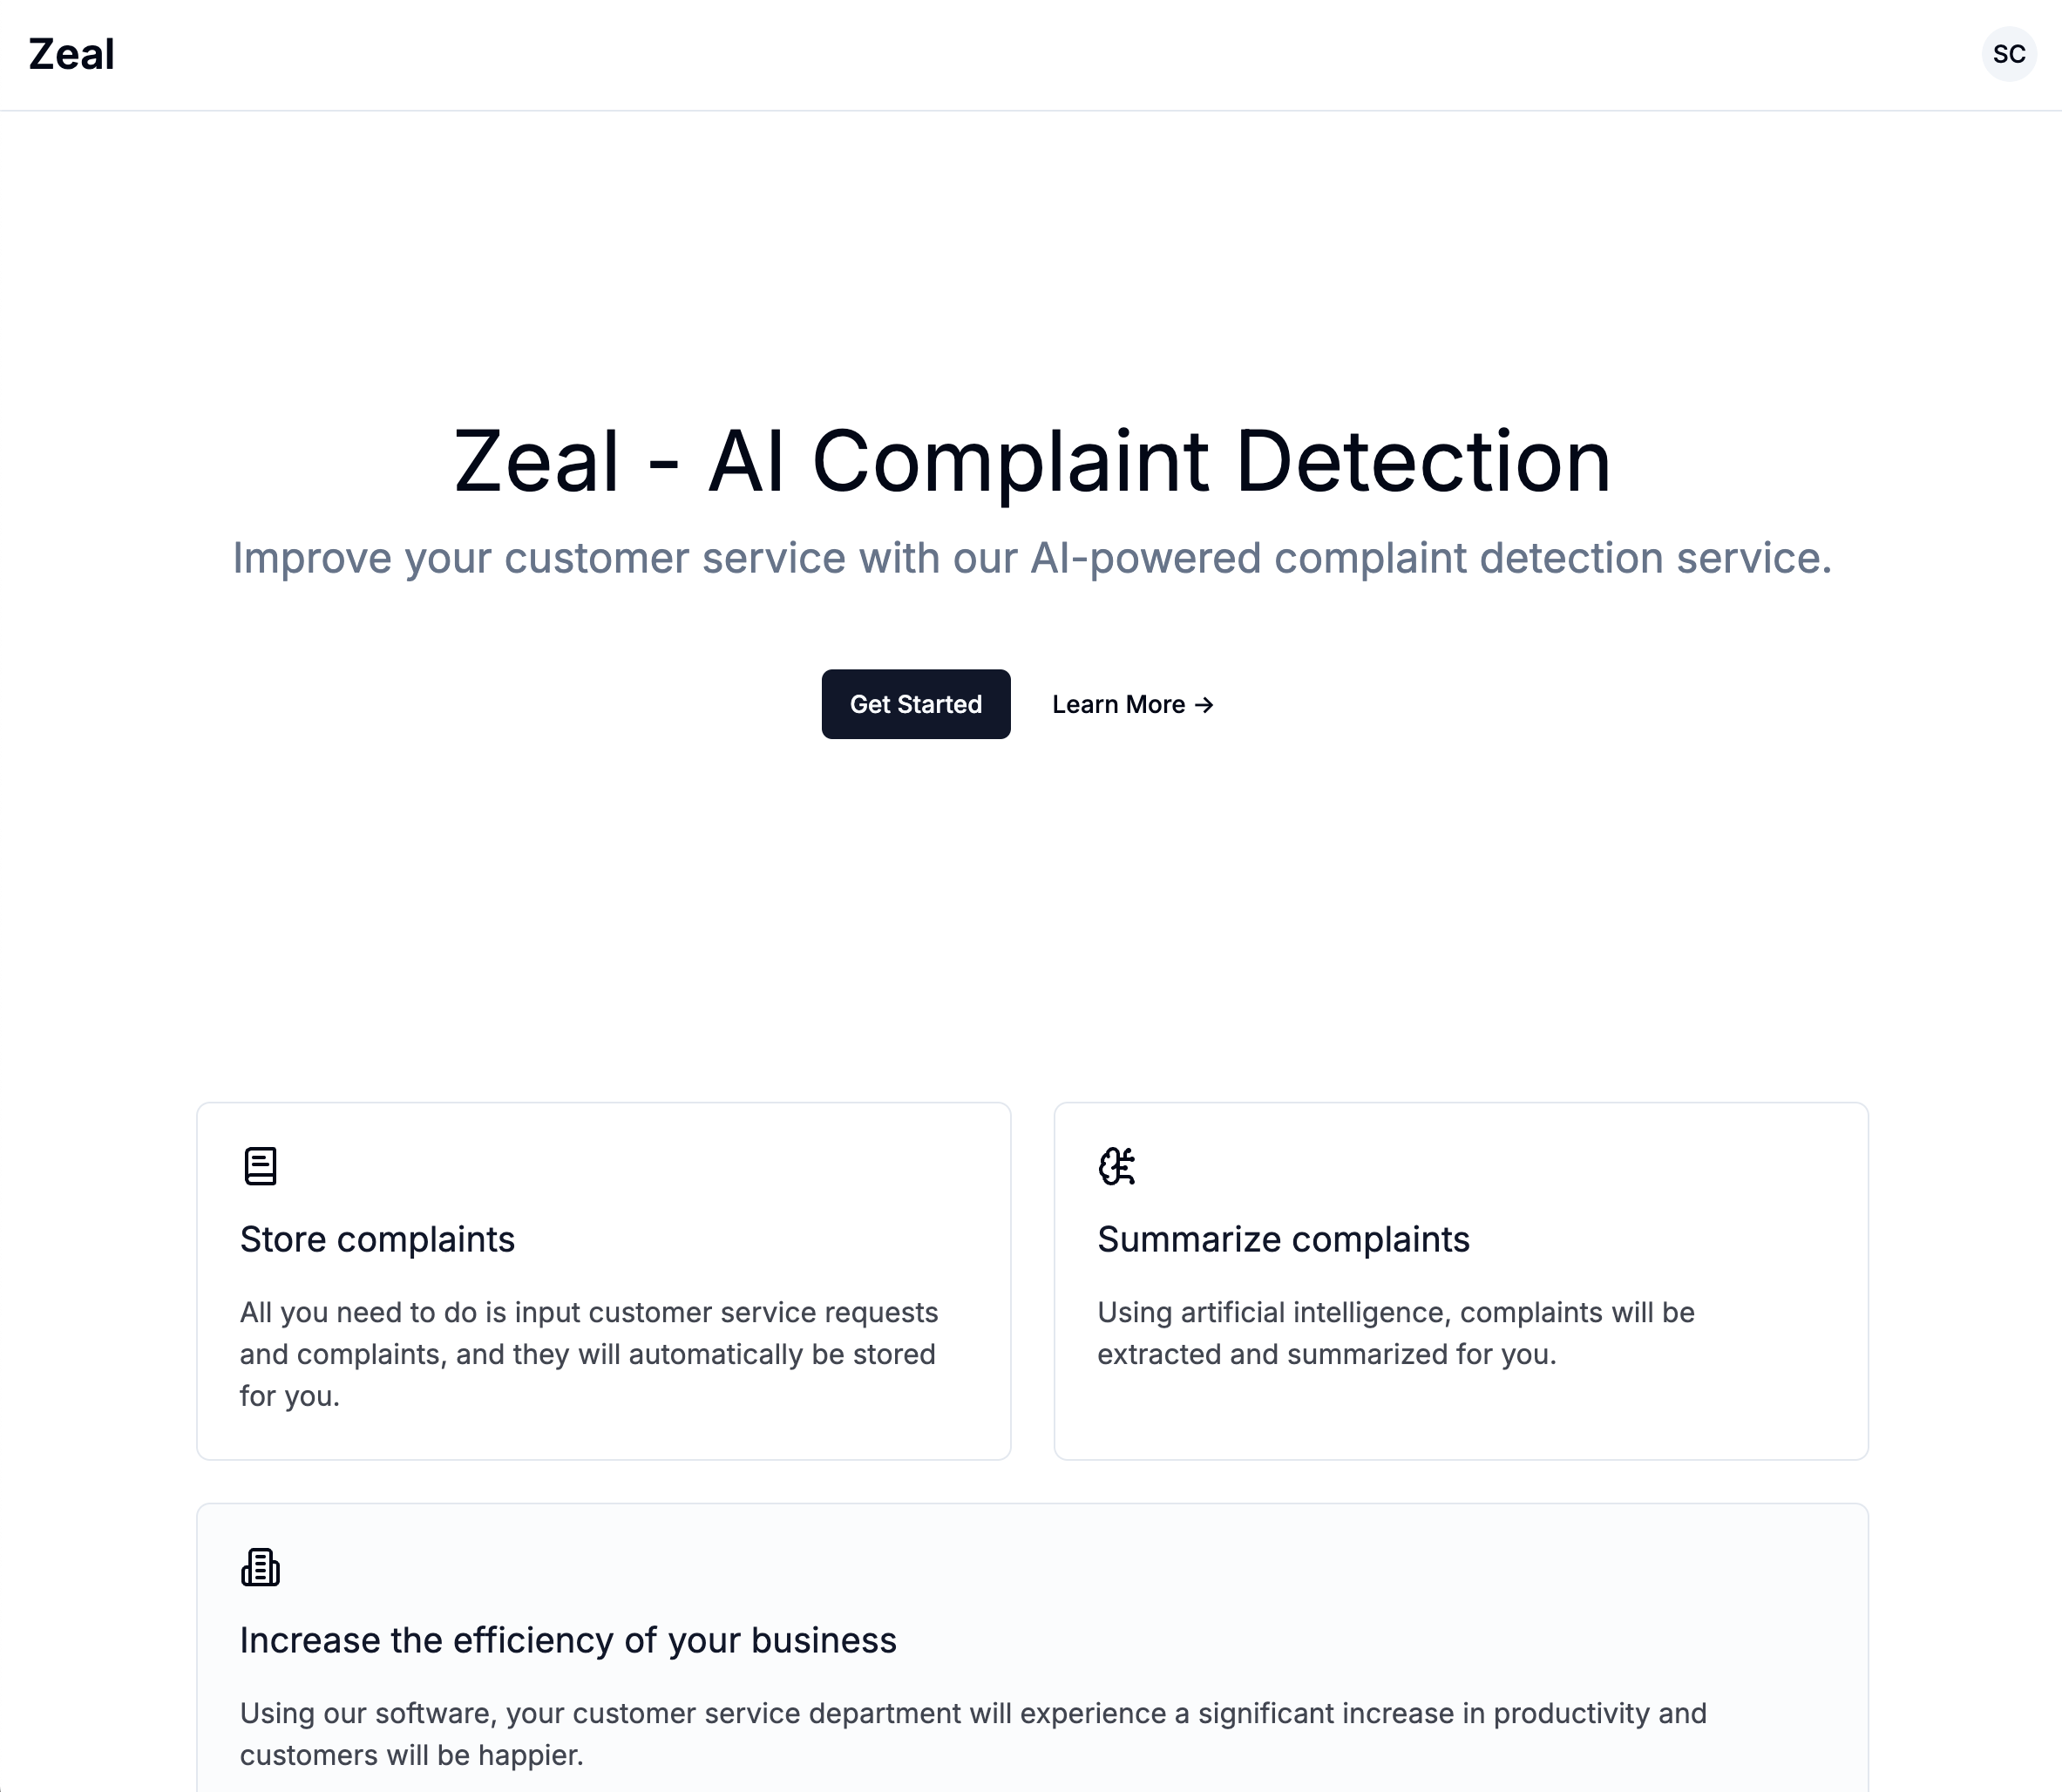 Zeal
SC
Zeal - AI Complaint Detection
Improve your customer service with our AI-powered complaint detection service.
Get Started
Learn More →
Store complaints
All you need to do is input customer service requests
and complaints, and they will automatically be stored
for you.
Summarize complaints
Using artificial intelligence, complaints will be
extracted and summarized for you.
Increase the efficiency of your business
Using our software, your customer service department will experience a significant increase in productivity and
customers will be happier.